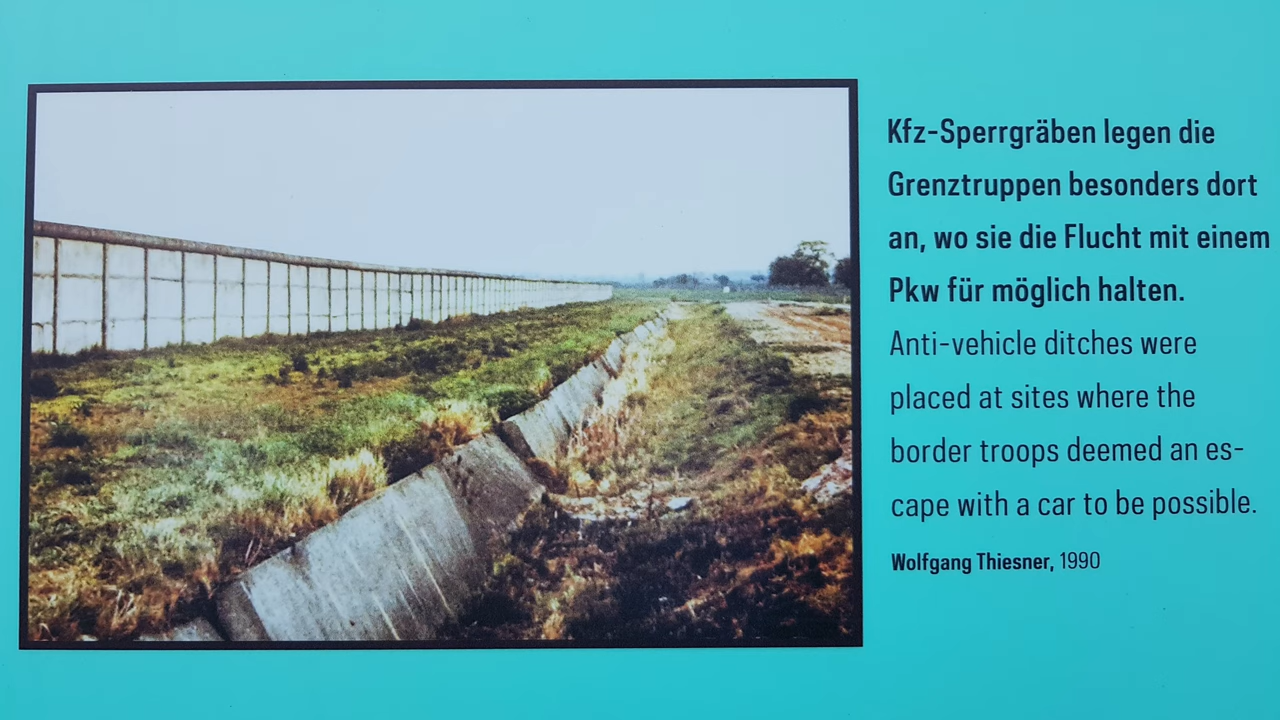 Kfz-Sperrgräben legen die
Grenztruppen besonders dort
an, wo sie die Flucht mit einem
Pkw für möglich halten.
Anti-vehicle ditches were
placed at sites where the
border troops deemed an es-
cape with a car to be possible.
Wolfgang Thiesner, 1990